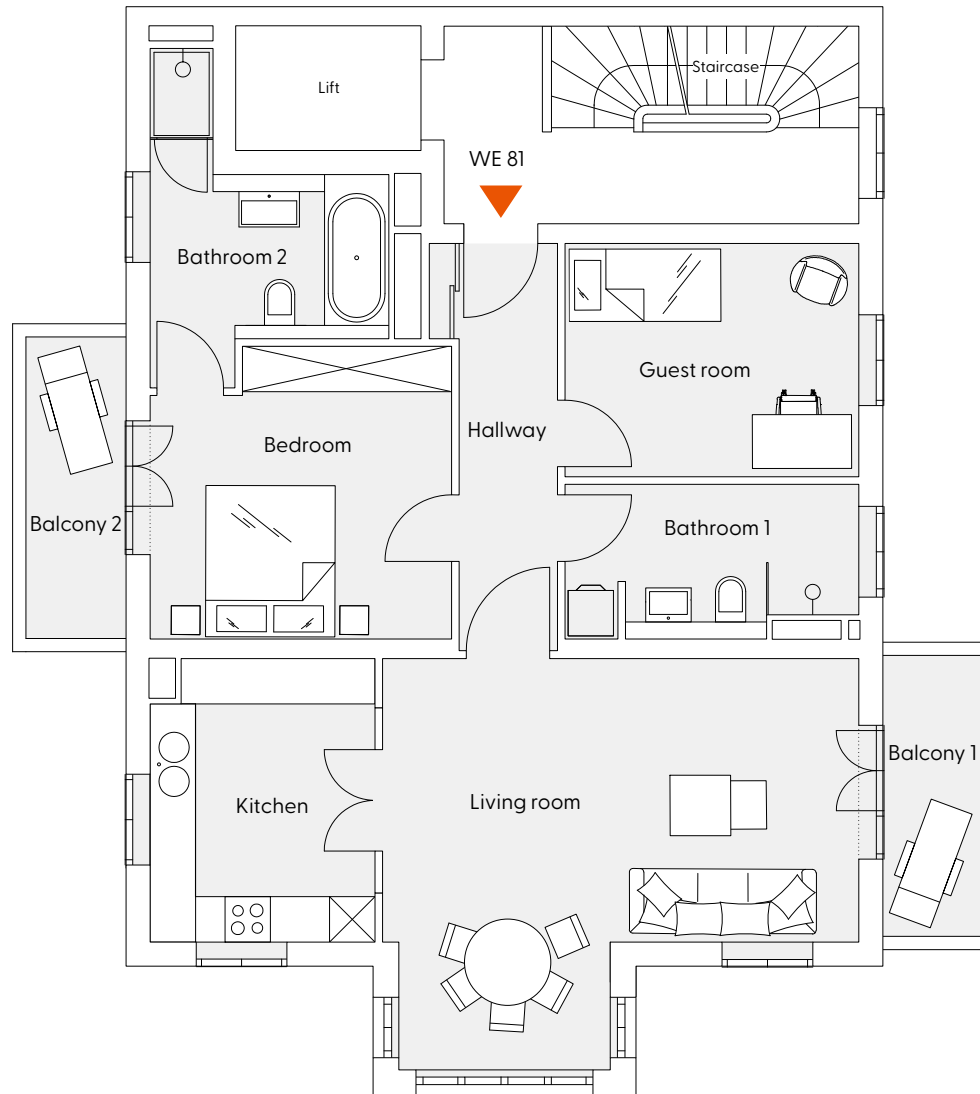 Staircase
Lift
WE 81
Bathroom 2
Guest room
Hallway
Bedroom
Balcony 2
Bathroom 1
Balcony 1
Kitchen
Living room